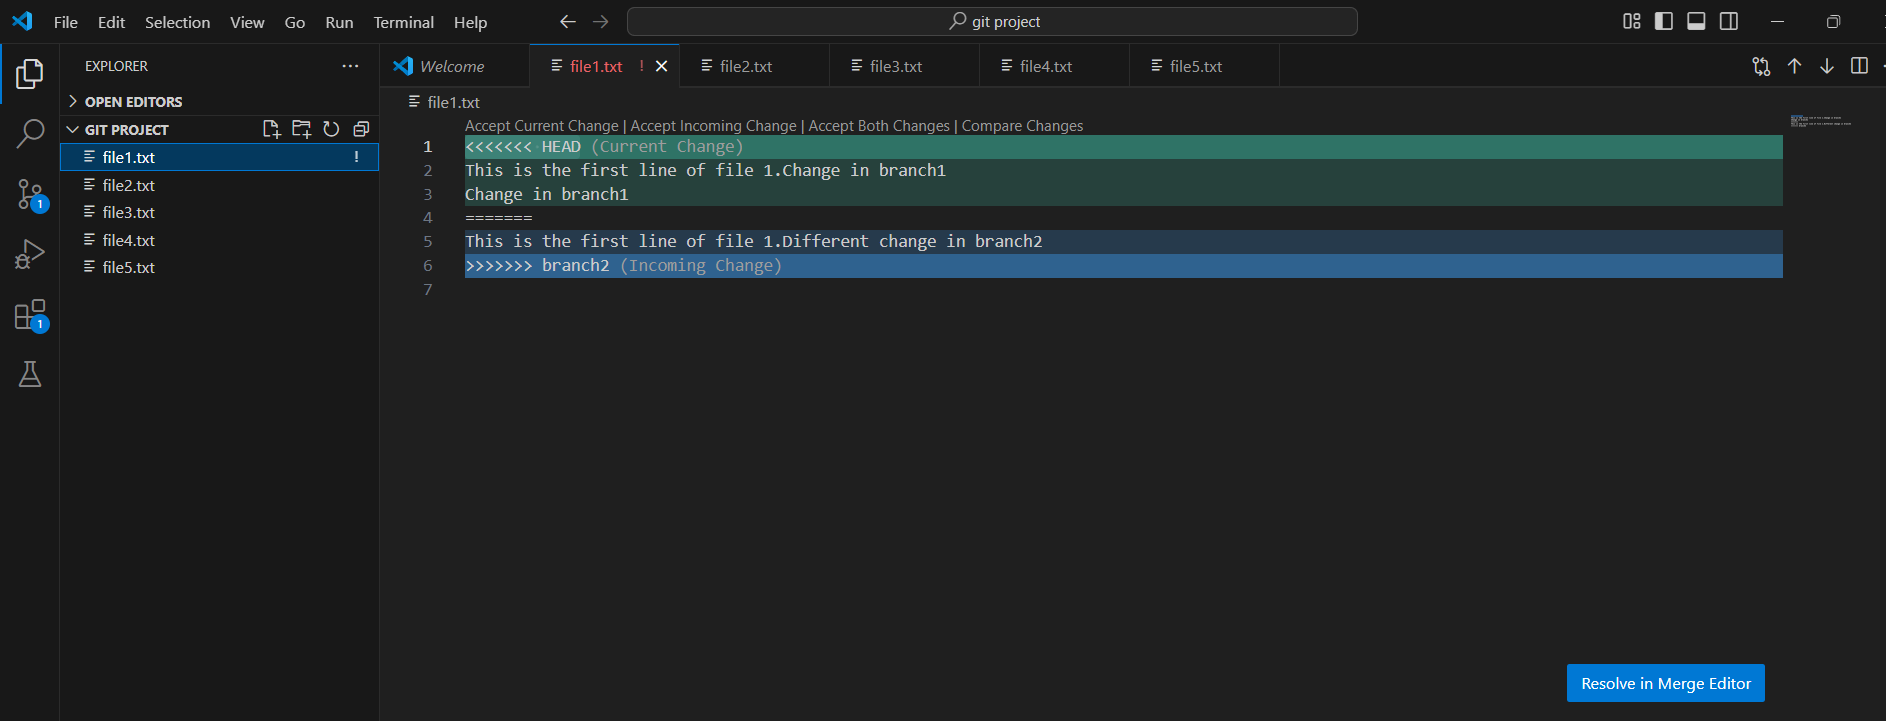 File Edit Selection View Go Run Terminal Help
git project
EXPLORER
OPEN EDITORS
GIT PROJECT
file1.txt !
file2.txt
file3.txt
file4.txt
file5.txt
1
1
Welcome
file1.txt !
file2.txt
file3.txt
file4.txt
file5.txt
file1.txt
Accept Current Change | Accept Incoming Change | Accept Both Changes | Compare Changes
1 <<<<<<< HEAD (Current Change)
2 This is the first line of file 1.Change in branch1
3 Change in branch1
4 =======
5 This is the first line of file 1.Different change in branch2
6 >>>>>>> branch2 (Incoming Change)
7
Resolve in Merge Editor